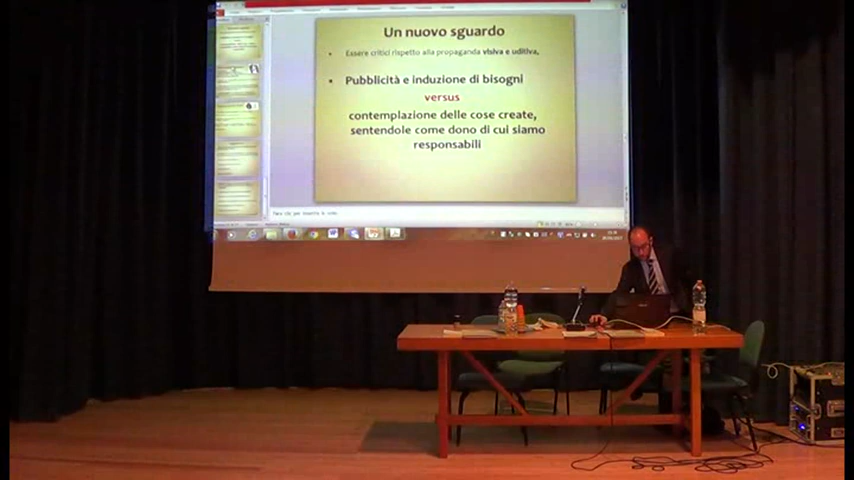 Un nuovo sguardo
Essere critici rispetto alla propaganda visiva e uditiva,
Pubblicità e induzione di bisogni
versus
contemplazione delle cose create,
sentendole come dono di cui siamo
responsabili